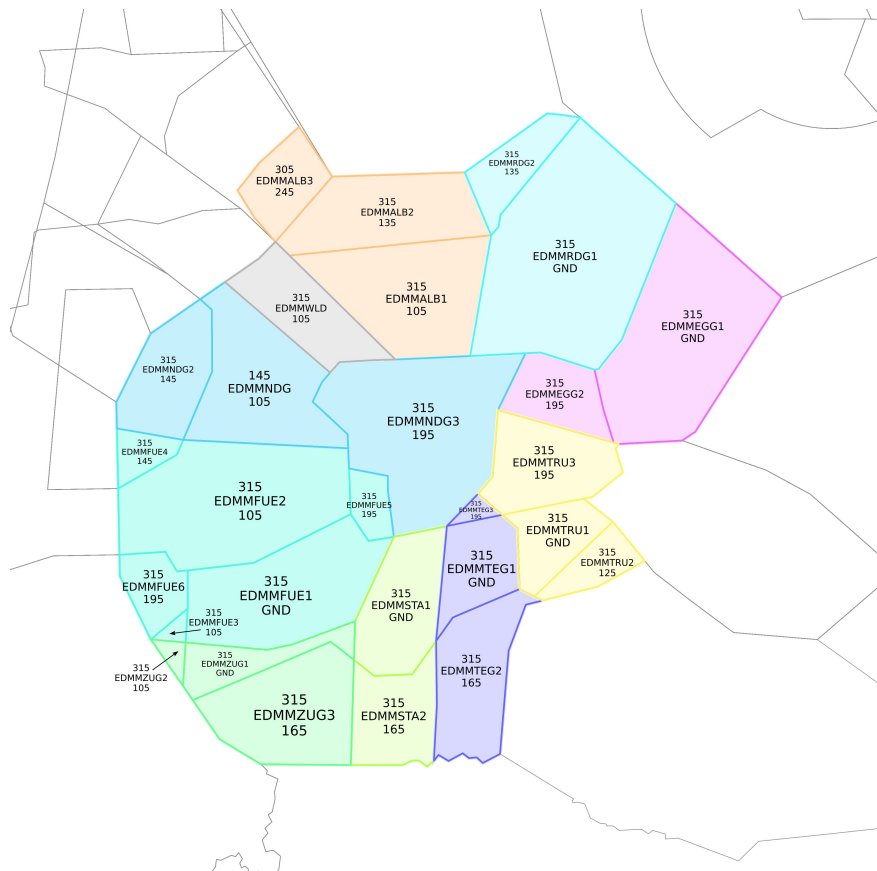 315
EDMMRDG2
135
305
EDMMALB3
245
315
EDMMALB2
135
315
EDMMRDG1
GND
315
EDMMALB1
105
315
EDMMWLD
105
315
EDMMEGG1
GND
315
EDMMNDG2
145
145
EDMMNDG
105
315
EDMMEGG2
195
315
EDMMNDG3
195
315
EDMMFUE4
145
315
EDMMTRU3
195
315
EDMMFUE2
105
315
EDMMFUE5
195
315
EDMMTEG3
195
315
EDMMTRU1
GND
315
EDMMTRU2
125
315
EDMMTEG1
GND
315
EDMMFUE6
195
315
EDMMFUE1
GND
315
EDMMSTA1
GND
315
EDMMFUE3
105
315
EDMMZUG1
GND
315
EDMMZUG2
105
315
EDMMTEG2
165
315
EDMMZUG3
165
315
EDMMSTA2
165